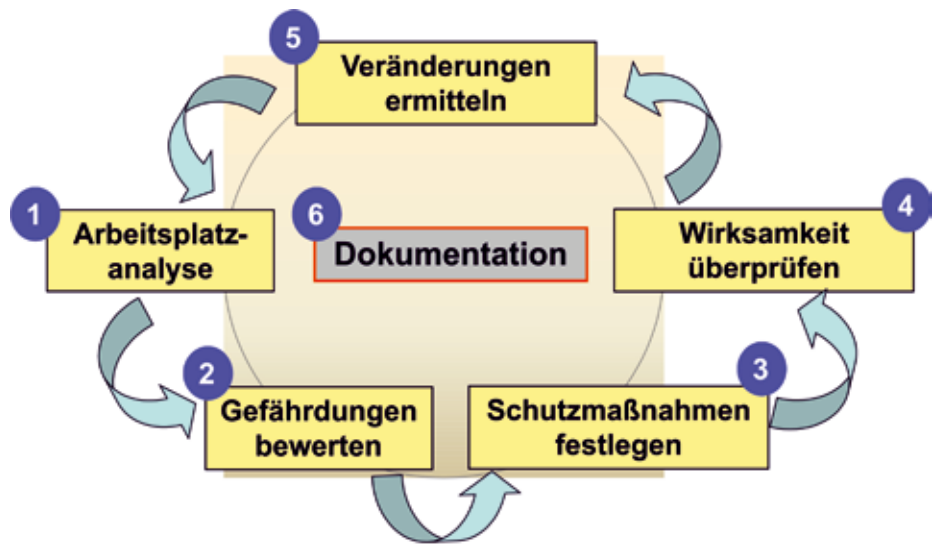 5
Veränderungen
ermitteln
1
Arbeitsplatz-
analyse
6
Dokumentation
4
Wirksamkeit
überprüfen
2
Gefährdungen
bewerten
3
Schutzmaßnahmen
festlegen